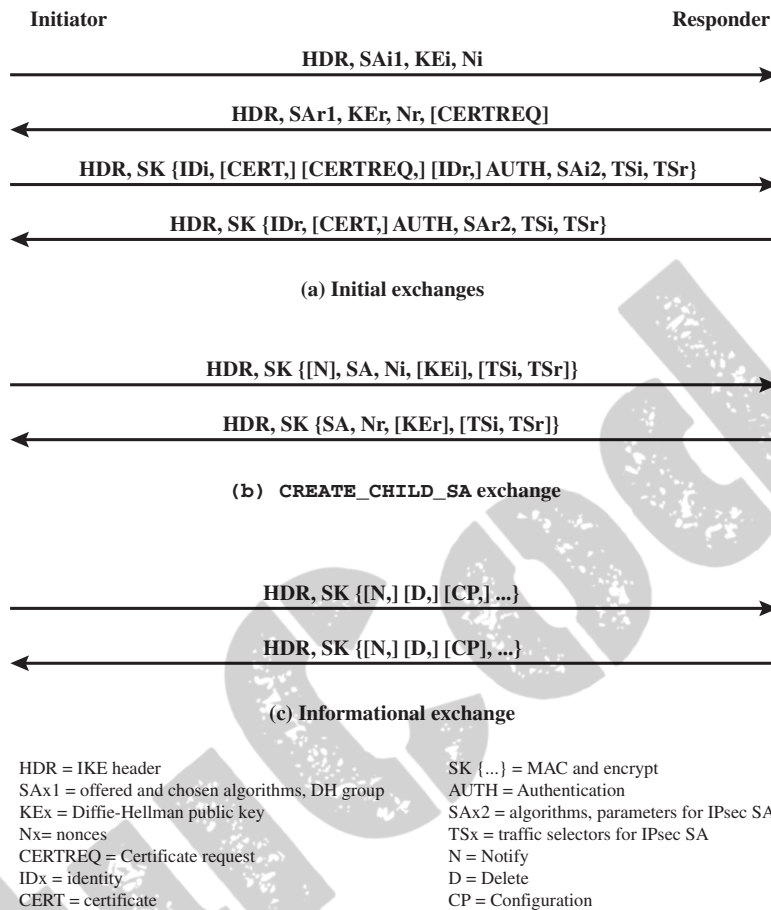 Initiator Responder
HDR, SAi1, KEi, Ni
HDR, SAr1, KEr, Nr, [CERTREQ]
HDR, SK {IDi, [CERT,] [CERTREQ,] [IDr,] AUTH, SAi2, TSi, TSr}
HDR, SK {IDr, [CERT,] AUTH, SAr2, TSi, TSr}
(a) Initial exchanges
HDR, SK {[N], SA, Ni, [KEi], [TSi, TSr]}
HDR, SK {SA, Nr, [KEr], [TSi, TSr]}
(b) CREATE_CHILD_SA exchange
HDR, SK {[N,] [D,] [CP,] ...}
HDR, SK {[N,] [D,] [CP], ...}
(c) Informational exchange
HDR = IKE header
SAx1 = offered and chosen algorithms, DH group
KEx = Diffie-Hellman public key
Nx= nonces
CERTREQ = Certificate request
IDx = identity
CERT = certificate
SK {...} = MAC and encrypt
AUTH = Authentication
SAx2 = algorithms, parameters for IPsec SA
TSx = traffic selectors for IPsec SA
N = Notify
D = Delete
CP = Configuration